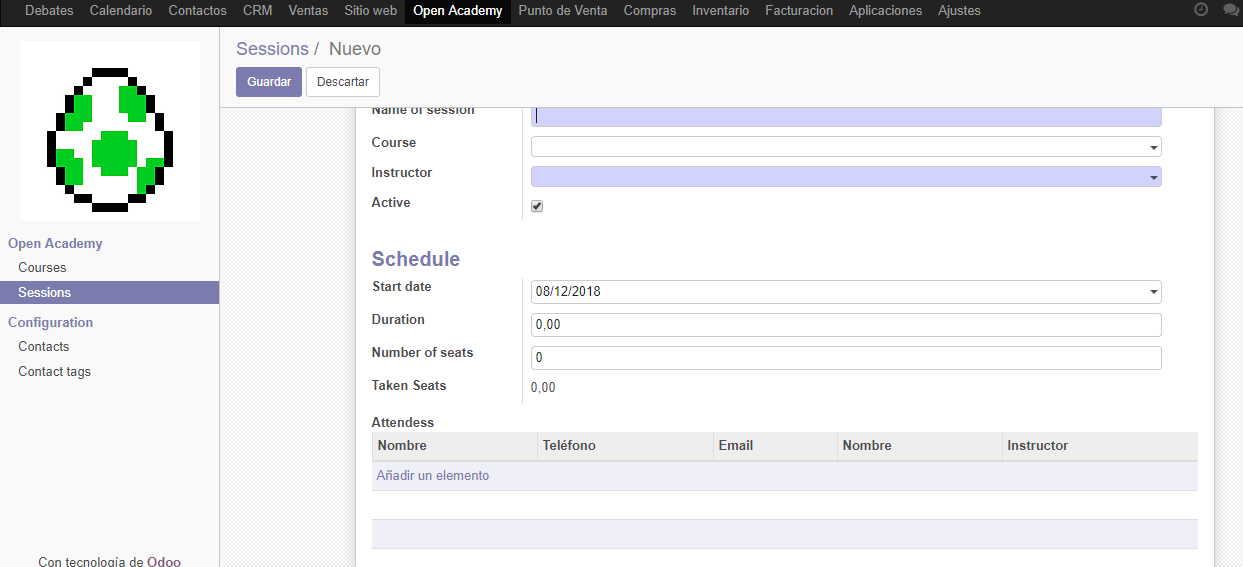 Debates Calendario Contactos CRM Ventas Sitio web Open Academy Punto de Venta Compras Inventario Facturacion Aplicaciones Ajustes
Sessions / Nuevo
Guardar Descartar
Name of session
Course
Instructor
Active
Open Academy
Courses
Sessions
Configuration
Contacts
Contact tags
Schedule
Start date 08/12/2018
Duration 0,00
Number of seats 0
Taken Seats 0,00
Attendess
Nombre Teléfono Email Nombre Instructor
Añadir un elemento
Con tecnología de Odoo